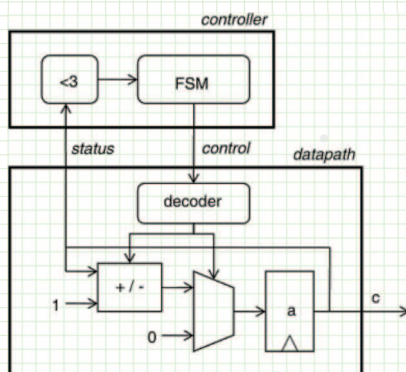 controller
<3
FSM
status
control
datapath
decoder
+ / -
1
0
a
c